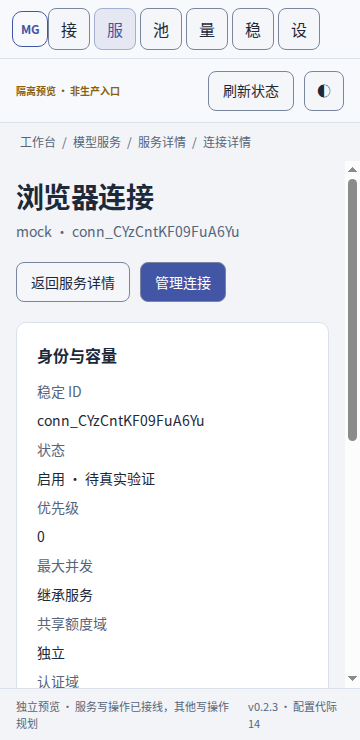 MG 接 服 池 量 稳 设
隔离预览 · 非生产入口
刷新状态
工作台 / 模型服务 / 服务详情 / 连接详情
浏览器连接
mock · conn_CYzCntKF09FuA6Yu
返回服务详情 管理连接
身份与容量
稳定 ID
conn_CYzCntKF09FuA6Yu
状态
启用 · 待真实验证
优先级
0
最大并发
继承服务
共享额度域
独立
认证域
独立预览 · 服务写操作已接线，其他写操作
规划
v0.2.3 · 配置代际
14